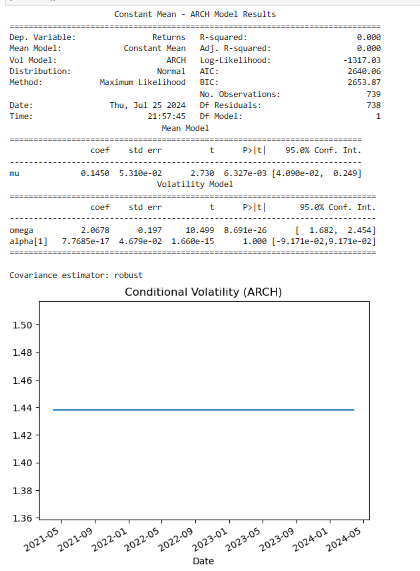 Constant Mean - ARCH Model Results
Dep. Variable: Returns R-squared: 0.000
Mean Model: Constant Mean Adj. R-squared: 0.000
Vol Model: ARCH Log-Likelihood: -1317.03
Distribution: Normal AIC: 2640.06
Method: Maximum Likelihood BIC: 2653.87
No. Observations: 739
Date: Thu, Jul 25 2024 Df Residuals: 738
Time: 21:57:45 Df Model: 1
Mean Model
coef std err t P>|t| 95.0% Conf. Int.
mu 0.1450 5.310e-02 2.730 6.327e-03 [4.090e-02, 0.249]
Volatility Model
coef std err t P>|t| 95.0% Conf. Int.
omega 2.0678 0.197 10.499 8.691e-26 [ 1.682, 2.454]
alpha[1] 7.7685e-17 4.679e-02 1.660e-15 1.000 [-9.171e-02,9.171e-02]
Covariance estimator: robust
Conditional Volatility (ARCH)
1.50
1.48
1.46
1.44
1.42
1.40
1.38
1.36
2021-05 2021-09 2022-01 2022-05 2022-09 2023-01 2023-05 2023-09 2024-01 2024-05
Date